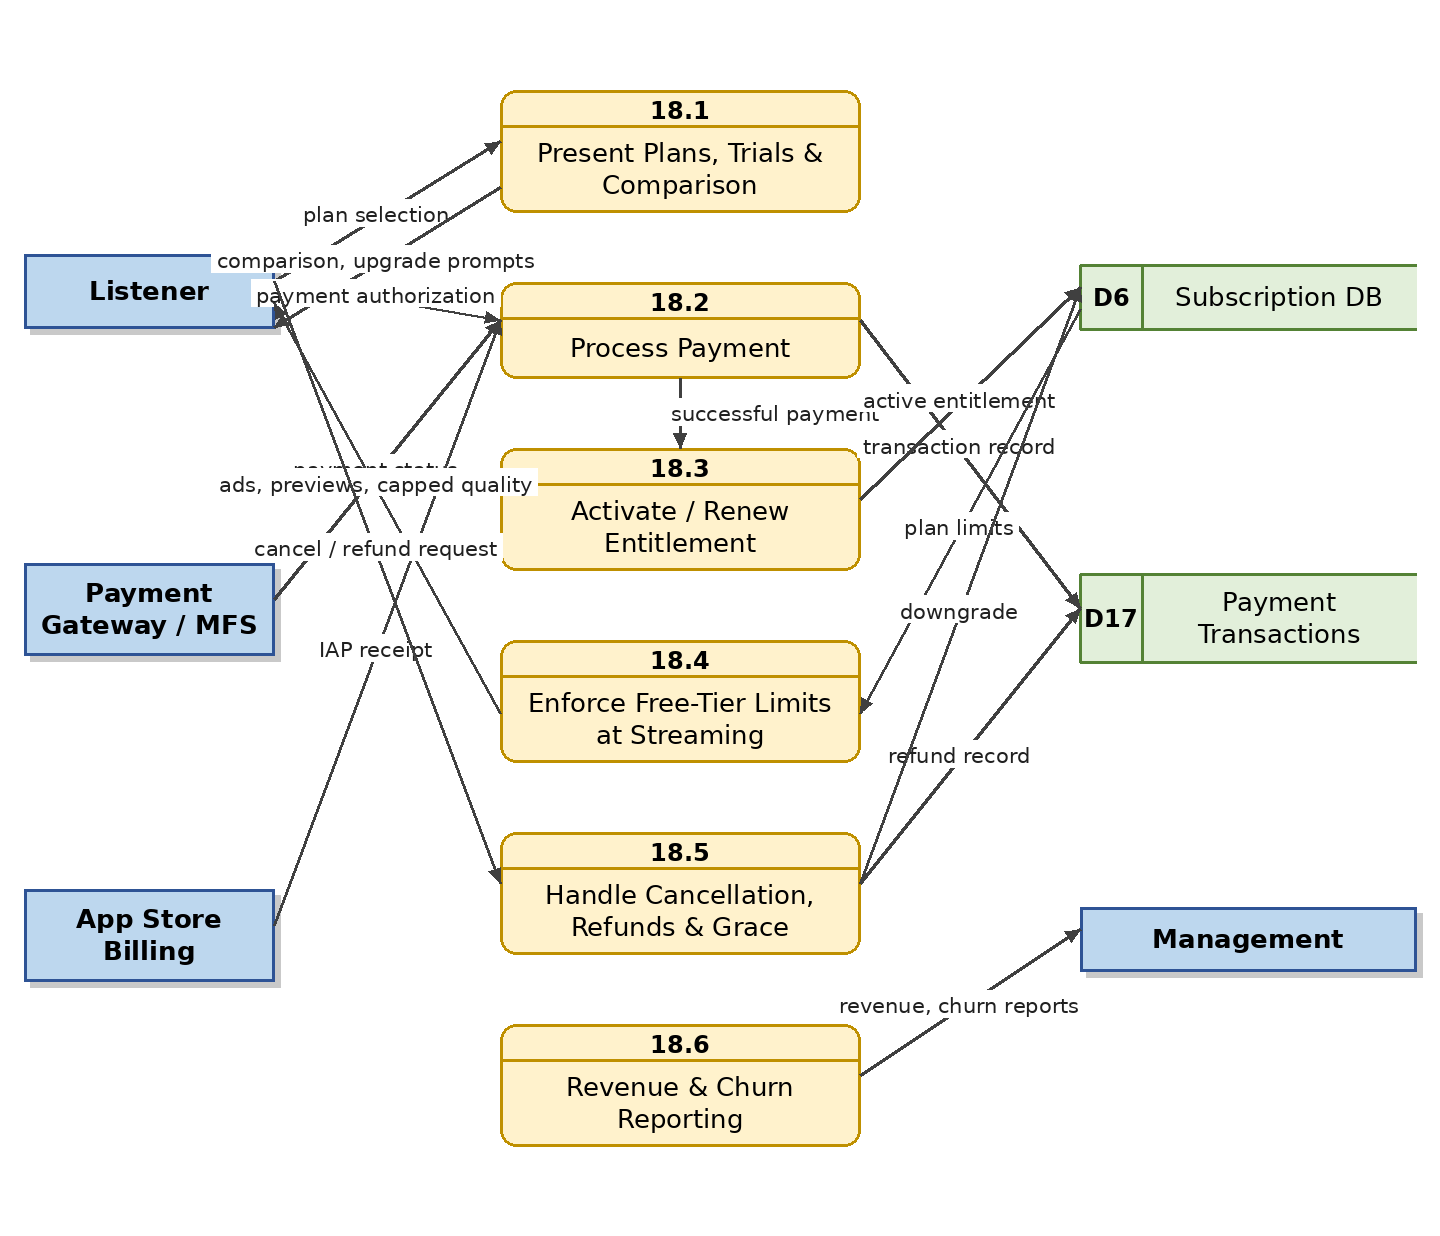 18.1
Present Plans, Trials &
Comparison
plan selection
comparison, upgrade prompts
Listener
payment authorization
18.2
Process Payment
D6
Subscription DB
successful payment
active entitlement
transaction record
payment status
ads, previews, capped quality
18.3
Activate / Renew
Entitlement
plan limits
cancel / refund request
Payment
Gateway / MFS
downgrade
D17
Payment
Transactions
IAP receipt
18.4
Enforce Free-Tier Limits
at Streaming
refund record
18.5
Handle Cancellation,
Refunds & Grace
App Store
Billing
Management
revenue, churn reports
18.6
Revenue & Churn
Reporting